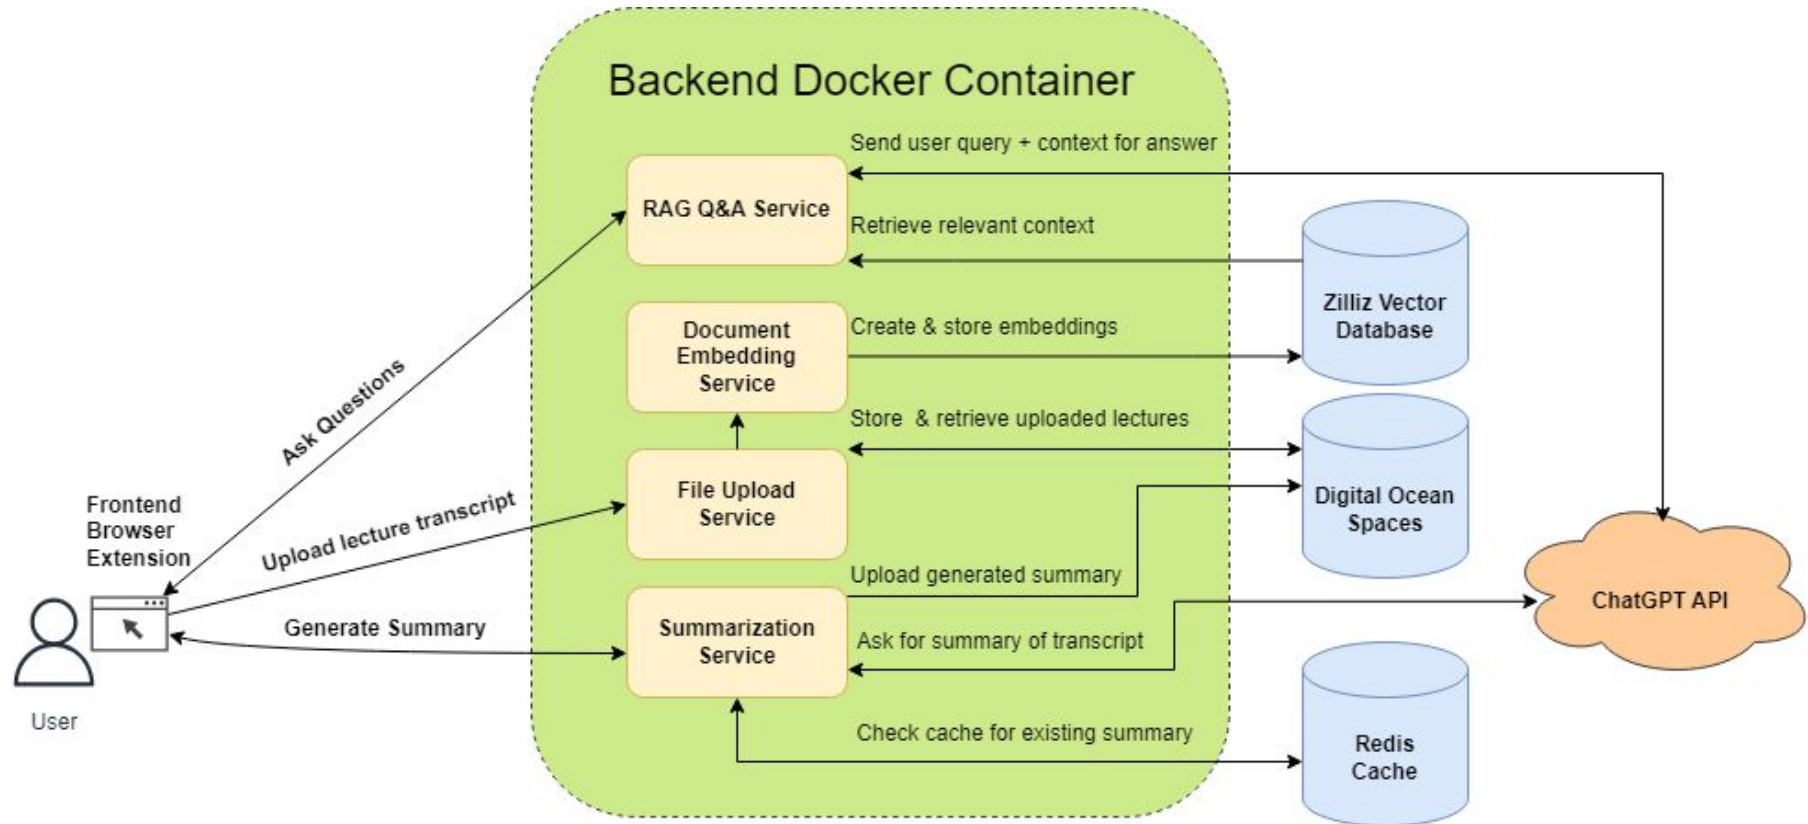 Backend Docker Container
Send user query + context for answer
RAG Q&A Service
Retrieve relevant context
Zilliz Vector
Database
Document
Embedding
Service
Create & store embeddings
Ask Questions
Store & retrieve uploaded lectures
File Upload
Service
Digital Ocean
Spaces
Frontend
Browser
Extension
Upload lecture transcript
Upload generated summary
ChatGPT API
Generate Summary
Summarization
Service
Ask for summary of transcript
User
Check cache for existing summary
Redis
Cache